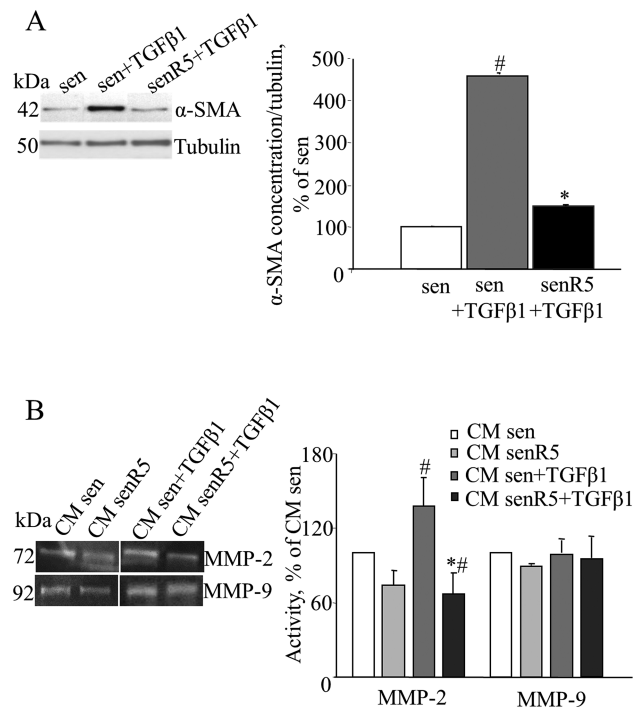 A
kDa
sen
sen+TGFβ1
senR5+TGFβ1
42
α-SMA
50
Tubulin
α-SMA concentration/tubulin,
% of sen
500
400
300
200
100
0
#
*
sen
sen
+TGFβ1
senR5
+TGFβ1
B
kDa
CM sen
CM senR5
CM sen+TGFβ1
CM senR5+TGFβ1
72
MMP-2
92
MMP-9
Activity, % of CM sen
180
120
60
0
CM sen
CM senR5
CM sen+TGFβ1
CM senR5+TGFβ1
#
*#
MMP-2
MMP-9